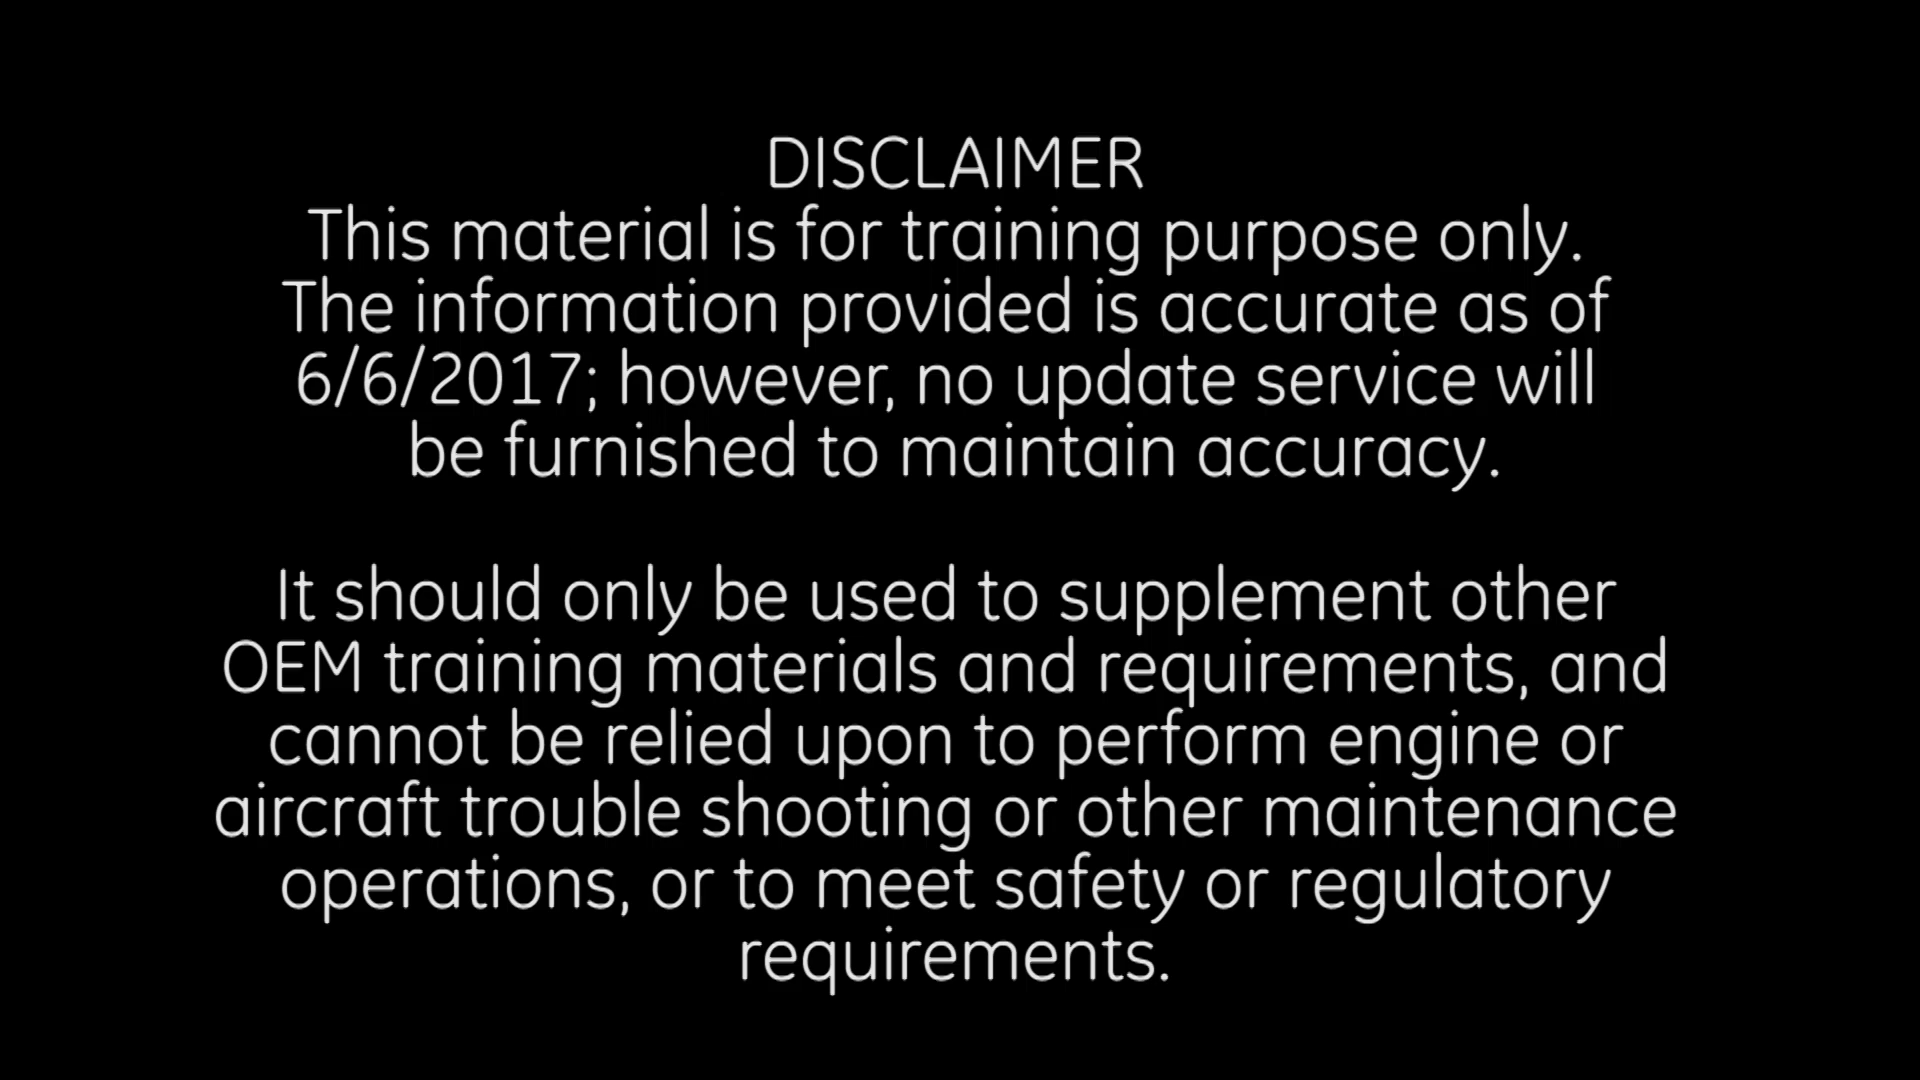 DISCLAIMER
This material is for training purpose only.
The information provided is accurate as of
6/6/2017; however, no update service will
be furnished to maintain accuracy.
It should only be used to supplement other
OEM training materials and requirements, and
cannot be relied upon to perform engine or
aircraft trouble shooting or other maintenance
operations, or to meet safety or regulatory
requirements.